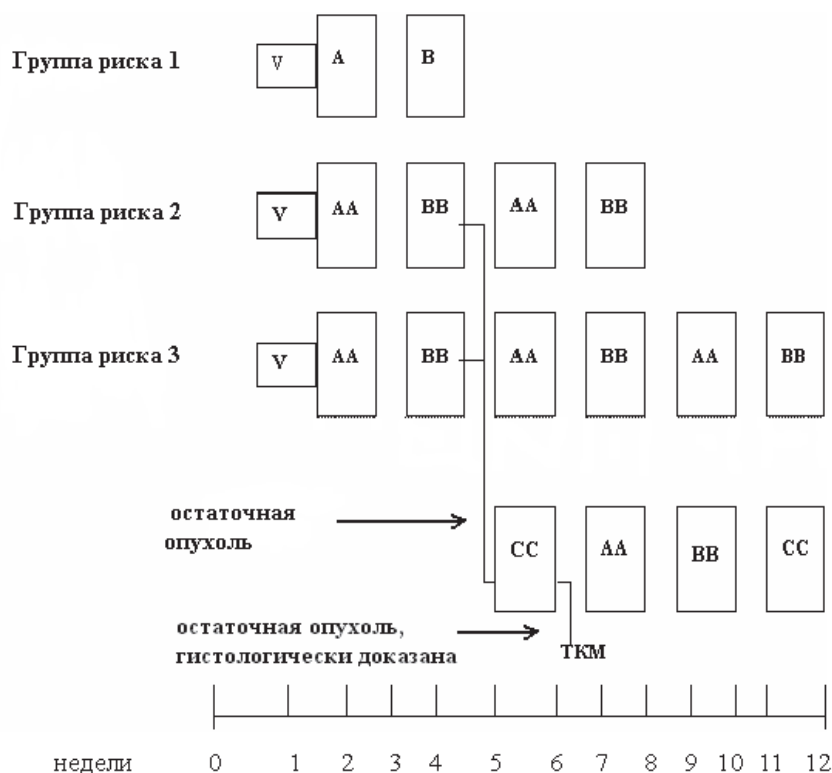 Группа риска 1 V A B
Группа риска 2 V AA BB AA BB
Группа риска 3 V AA BB AA BB AA BB
остаточная
опухоль
CC AA BB CC
остаточная опухоль,
гистологически доказана
ТКМ
недели 0 1 2 3 4 5 6 7 8 9 10 11 12